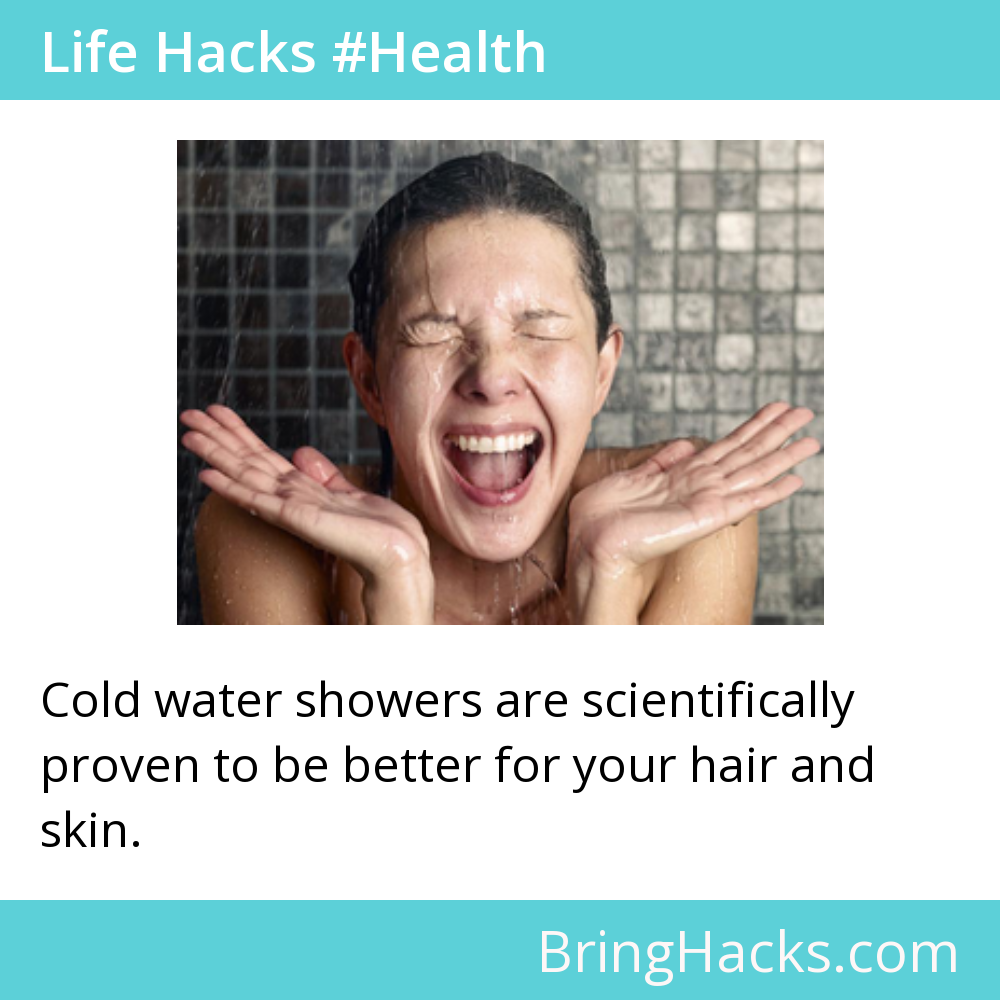 Life Hacks #Health
Cold water showers are scientifically
proven to be better for your hair and
skin.
BringHacks.com